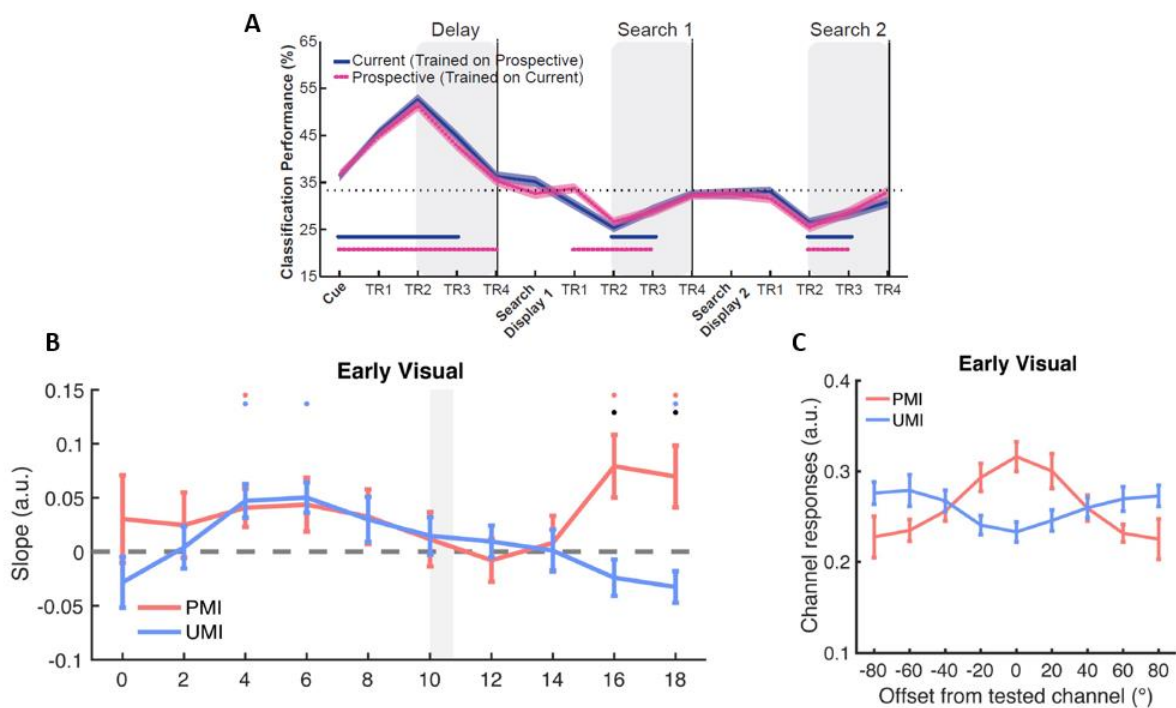 A
Delay Search 1 Search 2
Classification Performance (%)
65
55
45
35
25
15
Current (Trained on Prospective)
Prospective (Trained on Current)
Cue TR1 TR2 TR3 TR4 Search Display 1 TR1 TR2 TR3 TR4 Search Display 2 TR1 TR2 TR3 TR4
B
Early Visual
Slope (a.u.)
0.15
0.1
0.05
0
-0.05
-0.1
PMI
UMI
0 2 4 6 8 10 12 14 16 18
C
Early Visual
Channel responses (a.u.)
0.4
0.3
0.2
0.1
PMI
UMI
-80 -60 -40 -20 0 20 40 60 80
Offset from tested channel (°)